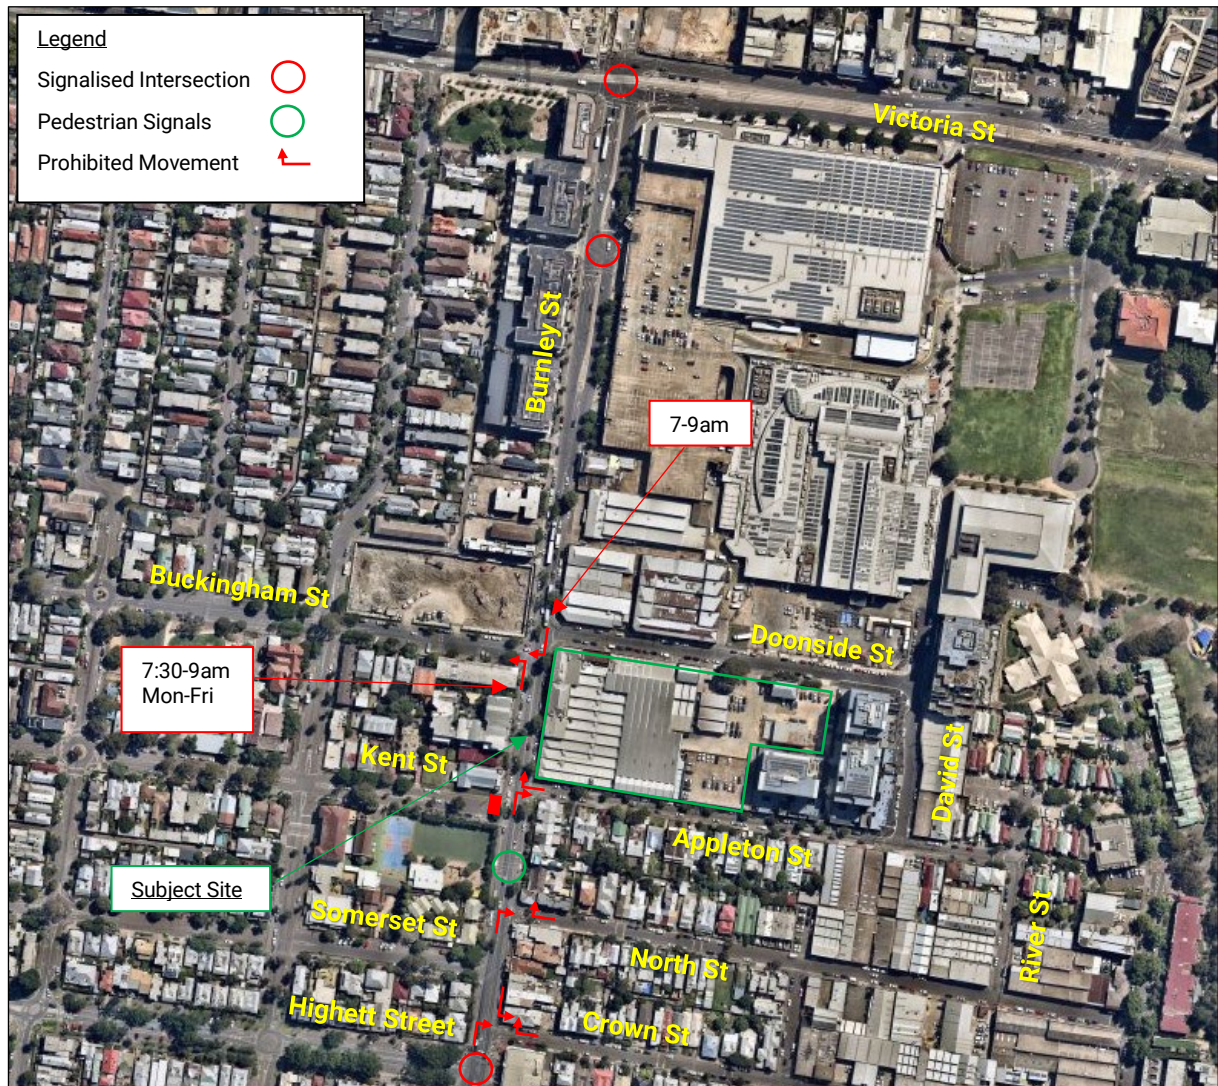 Legend
Signalised Intersection
Pedestrian Signals
Prohibited Movement
Victoria St
Burnley St
7-9am
Buckingham St
Doonside St
7:30-9am
Mon-Fri
Kent St
David St
Appleton St
Subject Site
Somerset St
River St
North St
Highett Street
Crown St